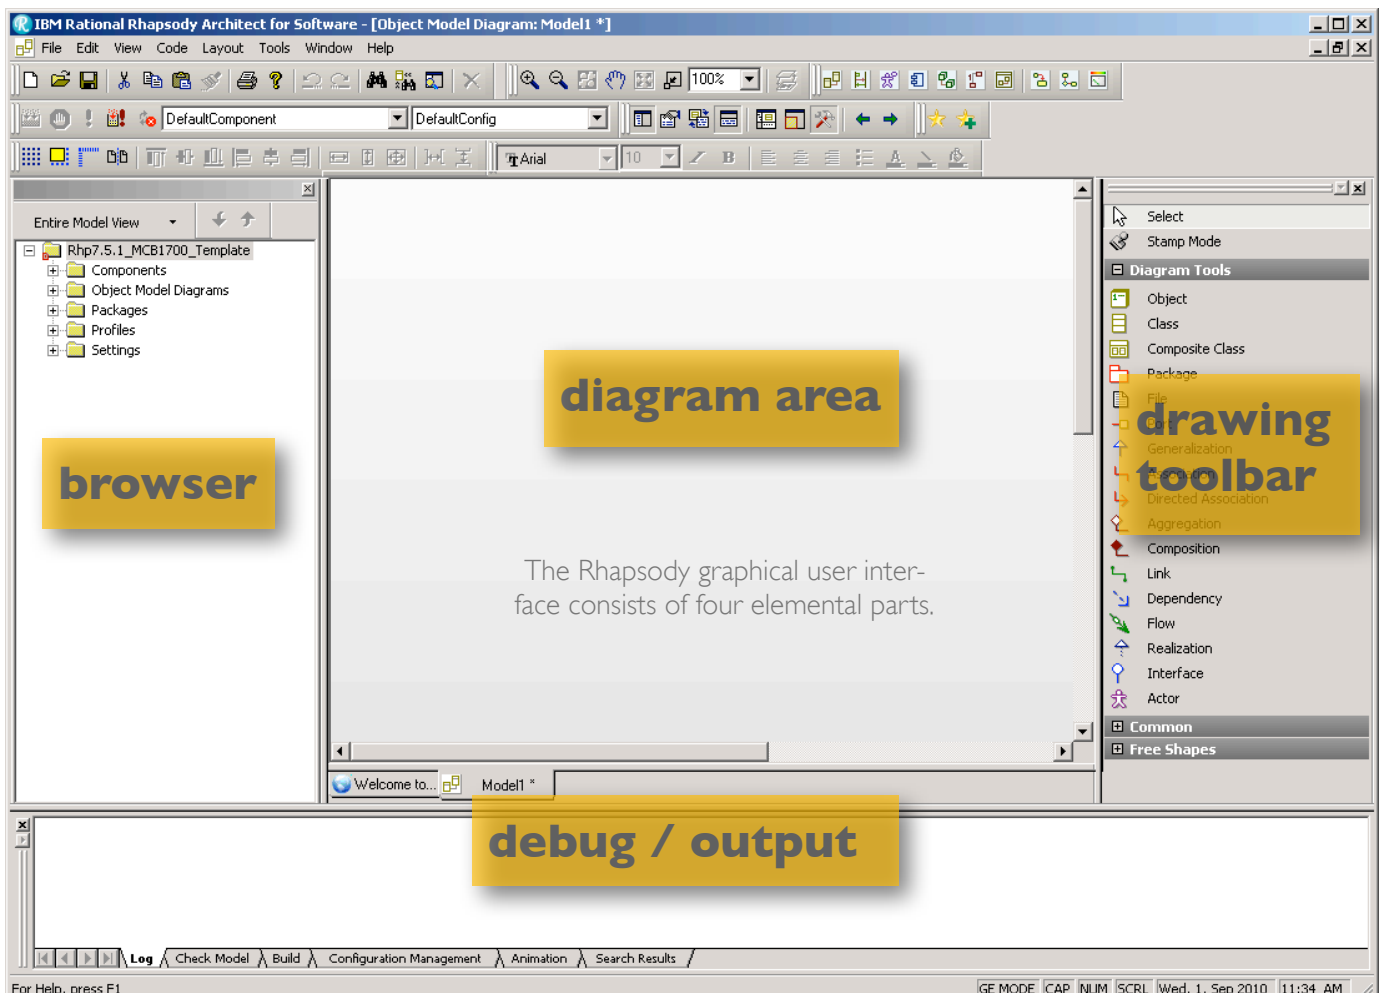 IBM Rational Rhapsody Architect for Software - [Object Model Diagram: Model1 *]
File Edit View Code Layout Tools Window Help
100%
DefaultComponent DefaultConfig
Arial 10 I B
Entire Model View
Rhp7.5.1_MCB1700_Template
Components
Object Model Diagrams
Packages
Profiles
Settings
browser
diagram area
The Rhapsody graphical user inter-
face consists of four elemental parts.
Welcome to... Model1 *
Select
Stamp Mode
Diagram Tools
Object
Class
Composite Class
Package
File
Port
Generalization
Association
Directed Association
Aggregation
Composition
Link
Dependency
Flow
Realization
Interface
Actor
Common
Free Shapes
drawing
toolbar
debug / output
Log Check Model Build Configuration Management Animation Search Results
For Help, press F1
GE MODE CAP NUM SCRL Wed, 1, Sep 2010 11:34 AM